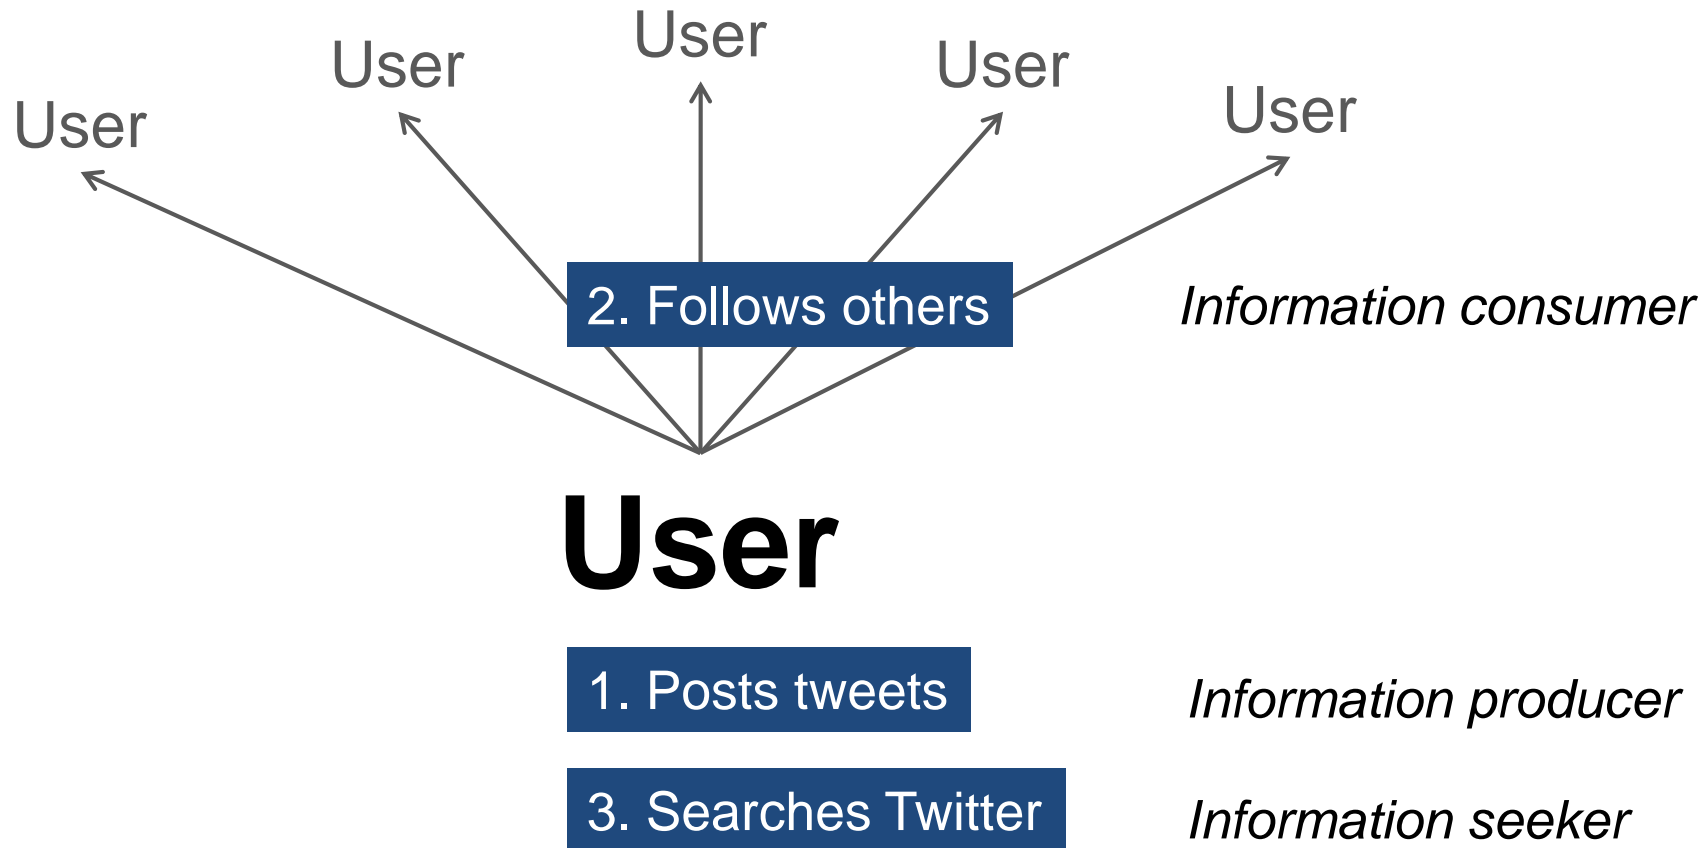 User
User
User
User
User
2. Follows others
Information consumer
User
1. Posts tweets
Information producer
3. Searches Twitter
Information seeker